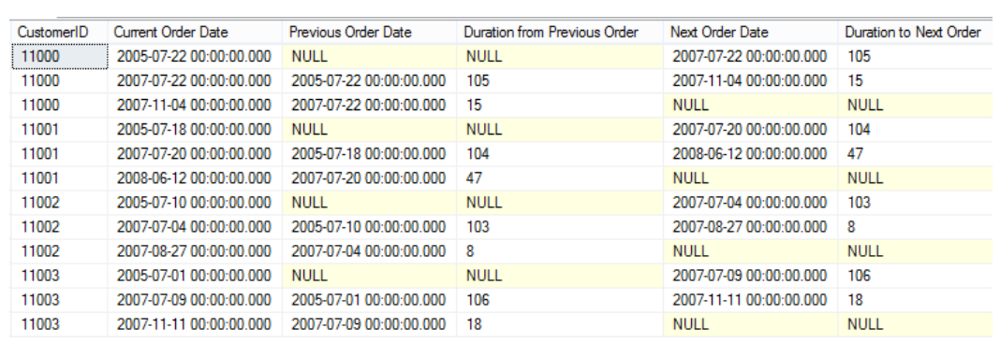 CustomerID Current Order Date Previous Order Date Duration from Previous Order Next Order Date Duration to Next Order
11000 2005-07-22 00:00:00.000 NULL NULL 2007-07-22 00:00:00.000 105
11000 2007-07-22 00:00:00.000 2005-07-22 00:00:00.000 105 2007-11-04 00:00:00.000 15
11000 2007-11-04 00:00:00.000 2007-07-22 00:00:00.000 15 NULL NULL
11001 2005-07-18 00:00:00.000 NULL NULL 2007-07-20 00:00:00.000 104
11001 2007-07-20 00:00:00.000 2005-07-18 00:00:00.000 104 2008-06-12 00:00:00.000 47
11001 2008-06-12 00:00:00.000 2007-07-20 00:00:00.000 47 NULL NULL
11002 2005-07-10 00:00:00.000 NULL NULL 2007-07-04 00:00:00.000 103
11002 2007-07-04 00:00:00.000 2005-07-10 00:00:00.000 103 2007-08-27 00:00:00.000 8
11002 2007-08-27 00:00:00.000 2007-07-04 00:00:00.000 8 NULL NULL
11003 2005-07-01 00:00:00.000 NULL NULL 2007-07-09 00:00:00.000 106
11003 2007-07-09 00:00:00.000 2005-07-01 00:00:00.000 106 2007-11-11 00:00:00.000 18
11003 2007-11-11 00:00:00.000 2007-07-09 00:00:00.000 18 NULL NULL